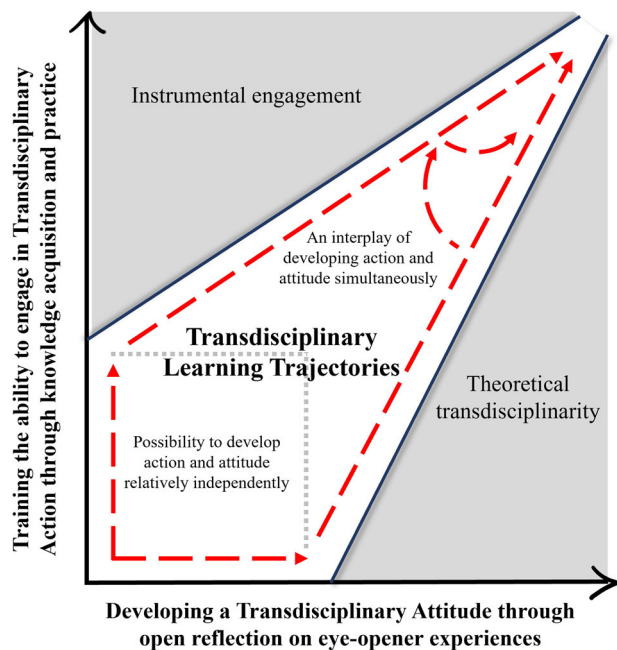 Training the ability to engage in Transdisciplinary
Action through knowledge acquisition and practice
Instrumental engagement
An interplay of
developing action and
attitude simultaneously
Transdisciplinary
Learning Trajectories
Theoretical
transdisciplinarity
Possibility to develop
action and attitude
relatively independently
Developing a Transdisciplinary Attitude through
open reflection on eye-opener experiences